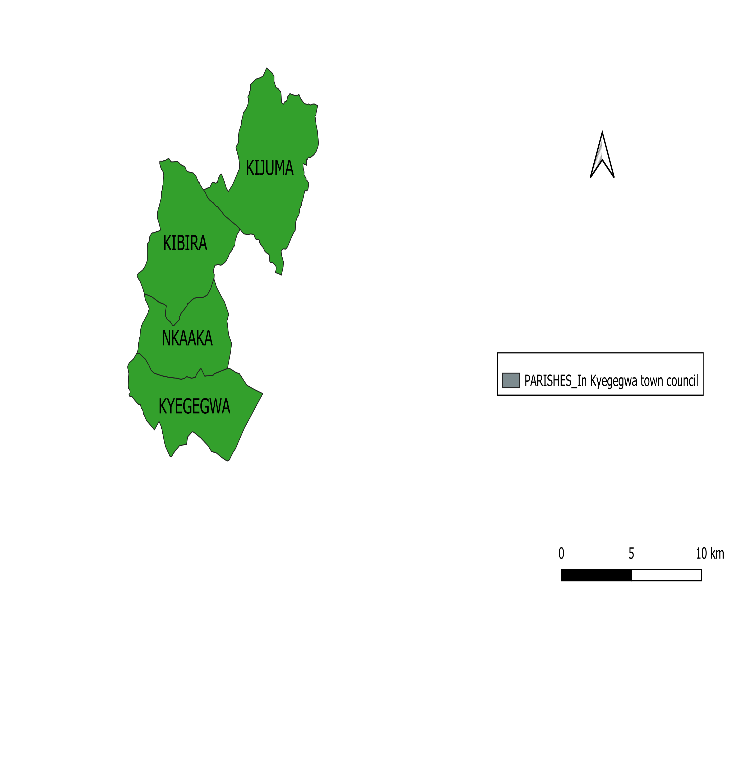 KIJUMA
KIBIRA
NKAAKA
KYEGEGWA
PARISHES_In Kyegegwa town council
0 5 10 km